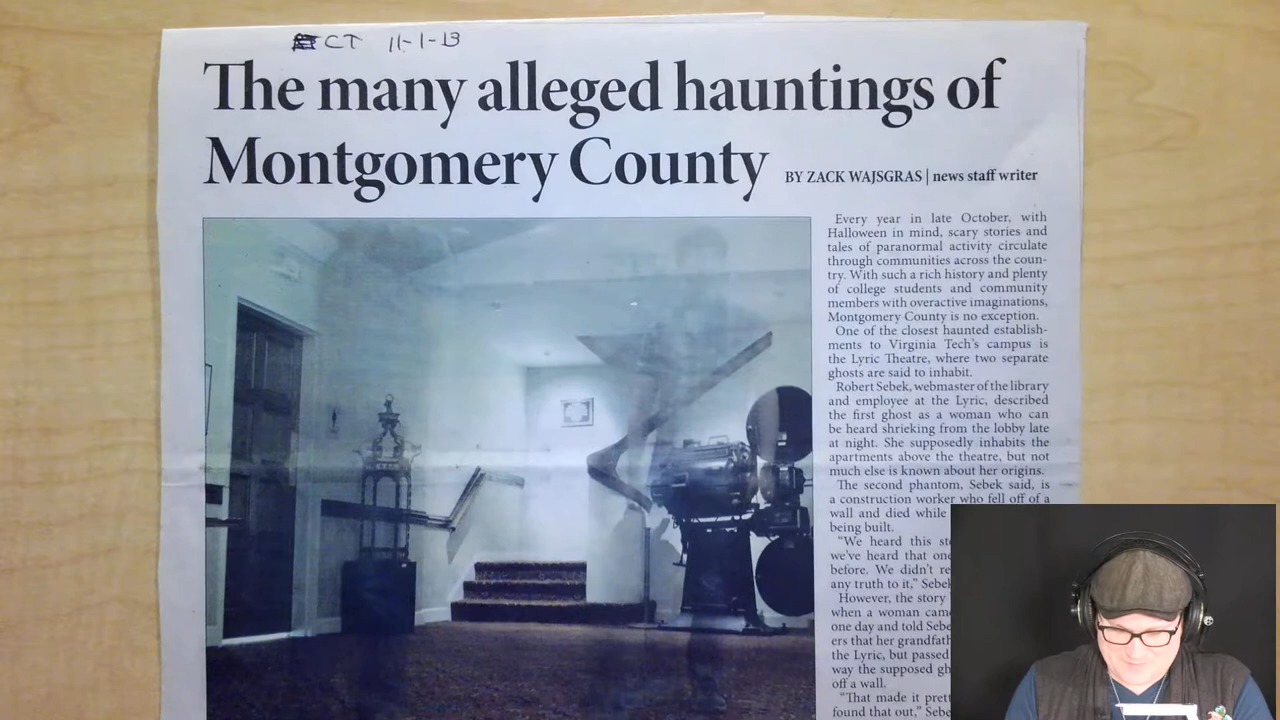 CT 11-1-13
The many alleged hauntings of
Montgomery County
BY ZACK WAJSGRAS | news staff writer
Every year in late October, with
Halloween in mind, scary stories and
tales of paranormal activity circulate
through communities across the coun-
try. With such a rich history and plenty
of college students and community
members with overactive imaginations,
Montgomery County is no exception.
One of the closest haunted establish-
ments to Virginia Tech's campus is
the Lyric Theatre, where two separate
ghosts are said to inhabit.
Robert Sebek, webmaster of the library
and employee at the Lyric, described
the first ghost as a woman who can
be heard shrieking from the lobby late
at night. She supposedly inhabits the
apartments above the theatre, but not
much else is known about her origins.
The second phantom, Sebek said, is
a construction worker who fell off of a
wall and died while
being built.
"We heard this
we've heard that one
before. We didn't
any truth to it,"
However, the story
when a woman came
one day and told
ers that her
the Lyric, but passed
way the supposed
off a wall.
"That made it
found that out,"